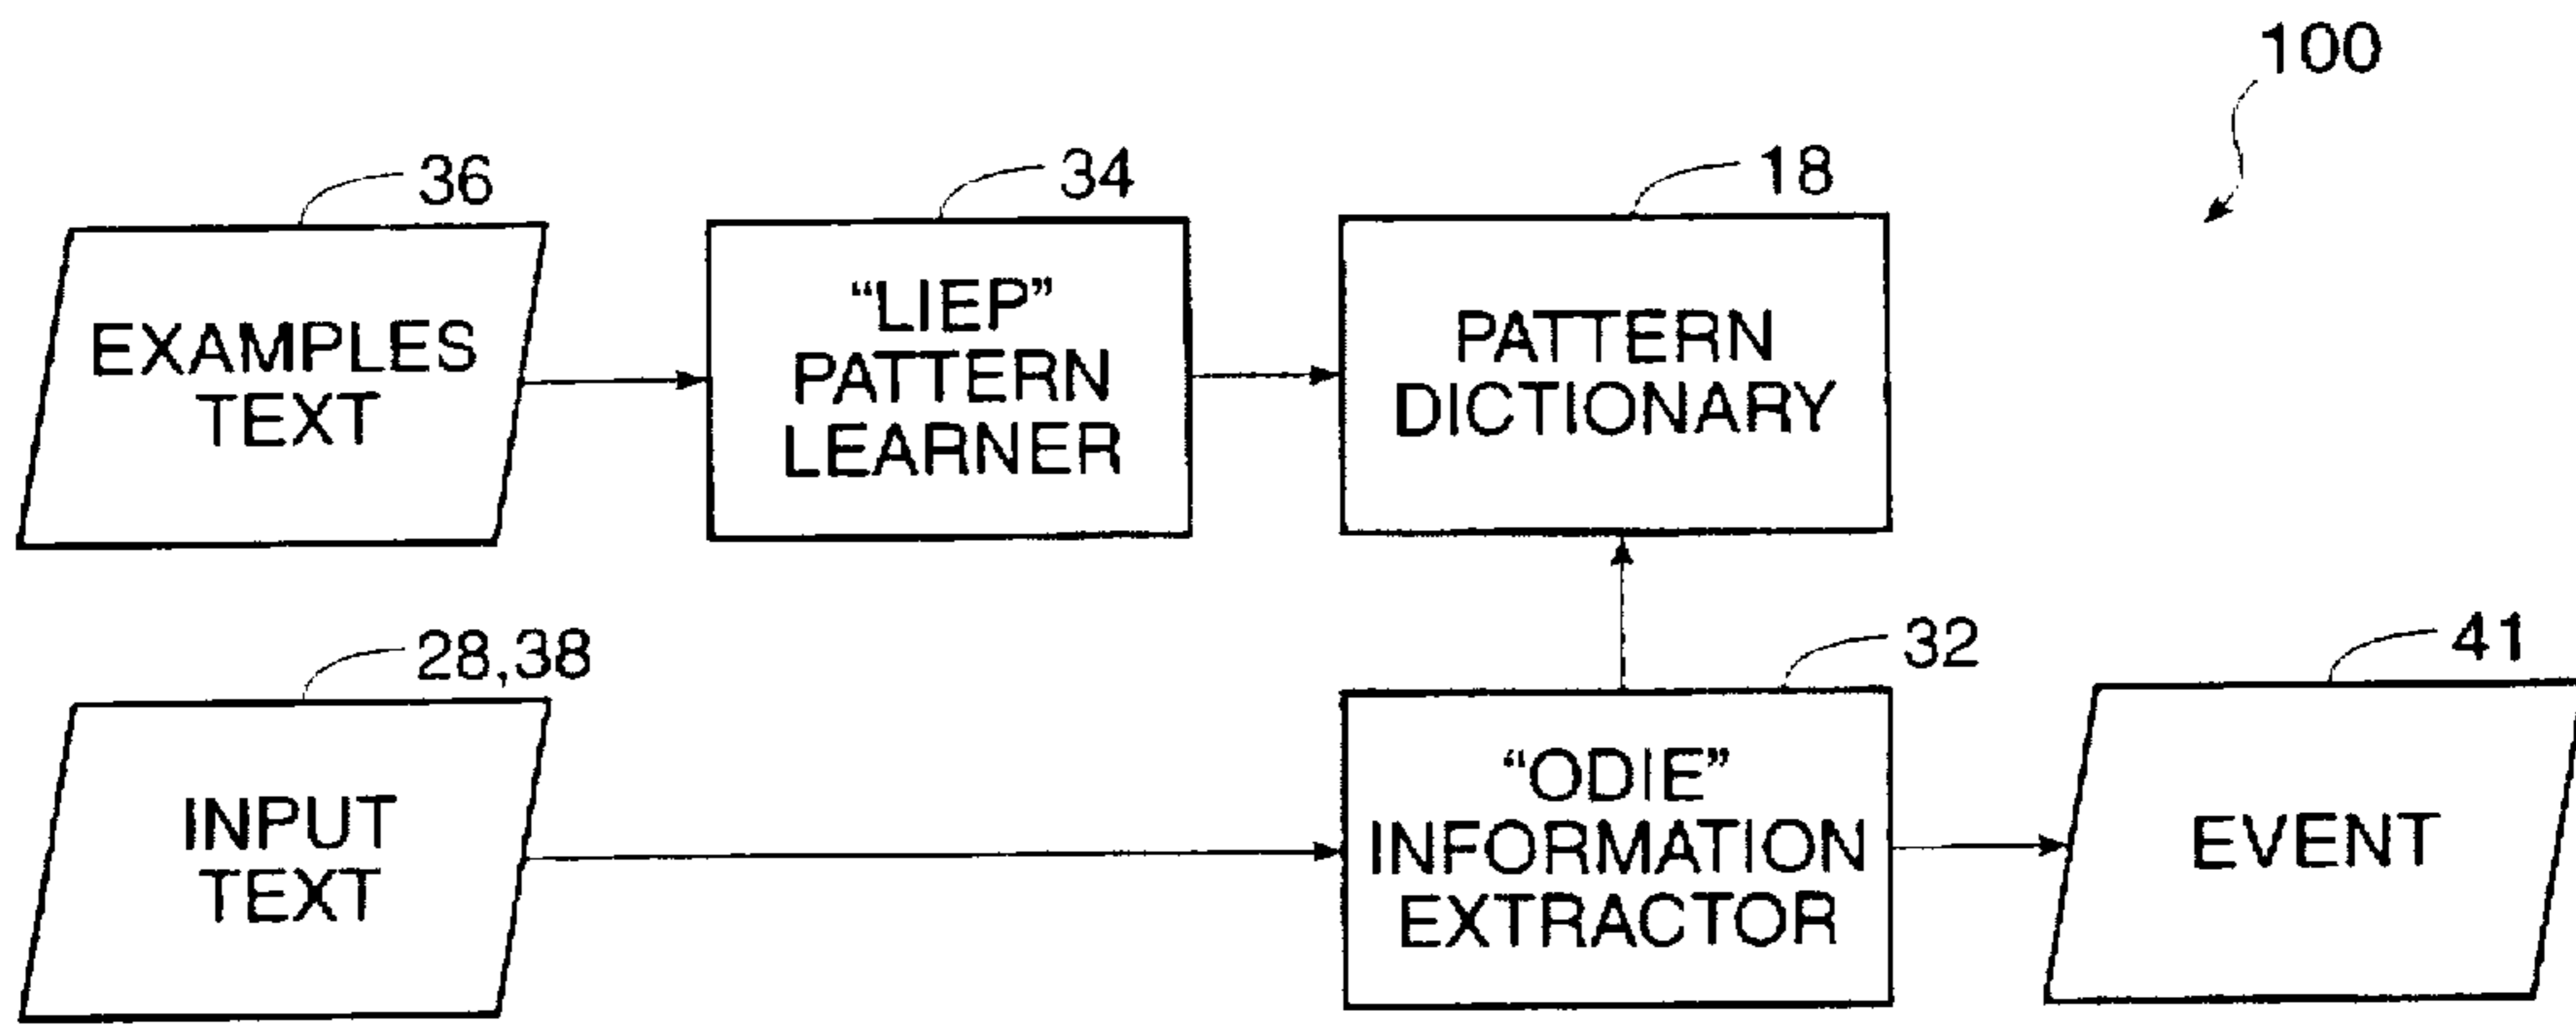 100
36
34
18
EXAMPLES
TEXT
“LIEP”
PATTERN
LEARNER
PATTERN
DICTIONARY
28,38
32
41
INPUT
TEXT
“ODIE”
INFORMATION
EXTRACTOR
EVENT